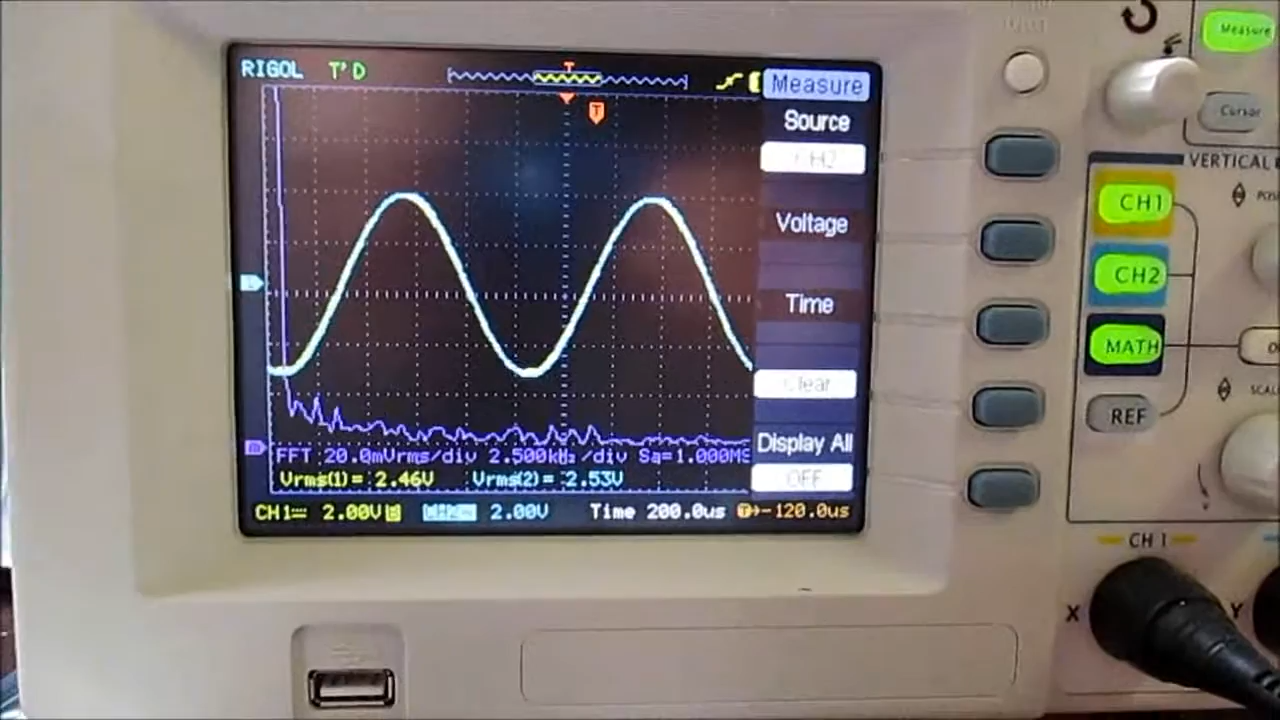 RIGOL T'D
T
T
Measure
Source
CH2
Voltage
Time
Clear
Display All
OFF
FFT 20.0mVrms/div 2.500kHz/div Sa=1.000MS
Vrms(1)= 2.46V Vrms(2)= 2.53V
CH1 2.00V B 2.00V Time 200.0us T→-120.0us
Measure
Cursor
VERTICAL
CH1
CH2
MATH
REF
CH 1
X
Y